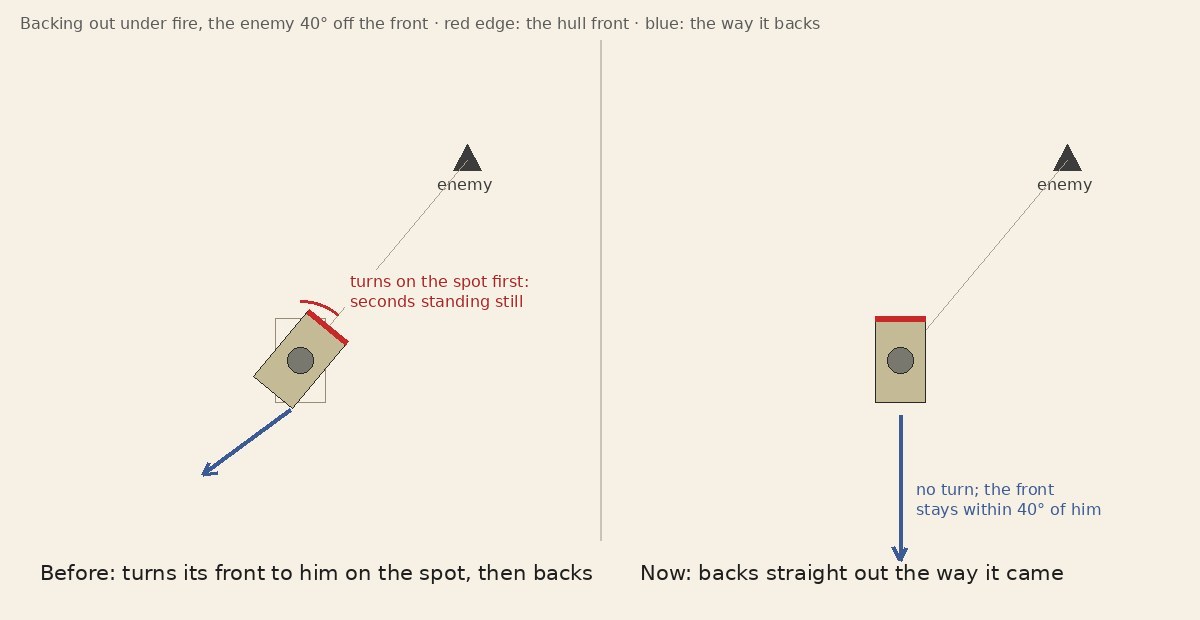 Backing out under fire, the enemy 40° off the front · red edge: the hull front · blue: the way it backs
enemy
turns on the spot first:
seconds standing still
Before: turns its front to him on the spot, then backs
enemy
no turn; the front
stays within 40° of him
Now: backs straight out the way it came